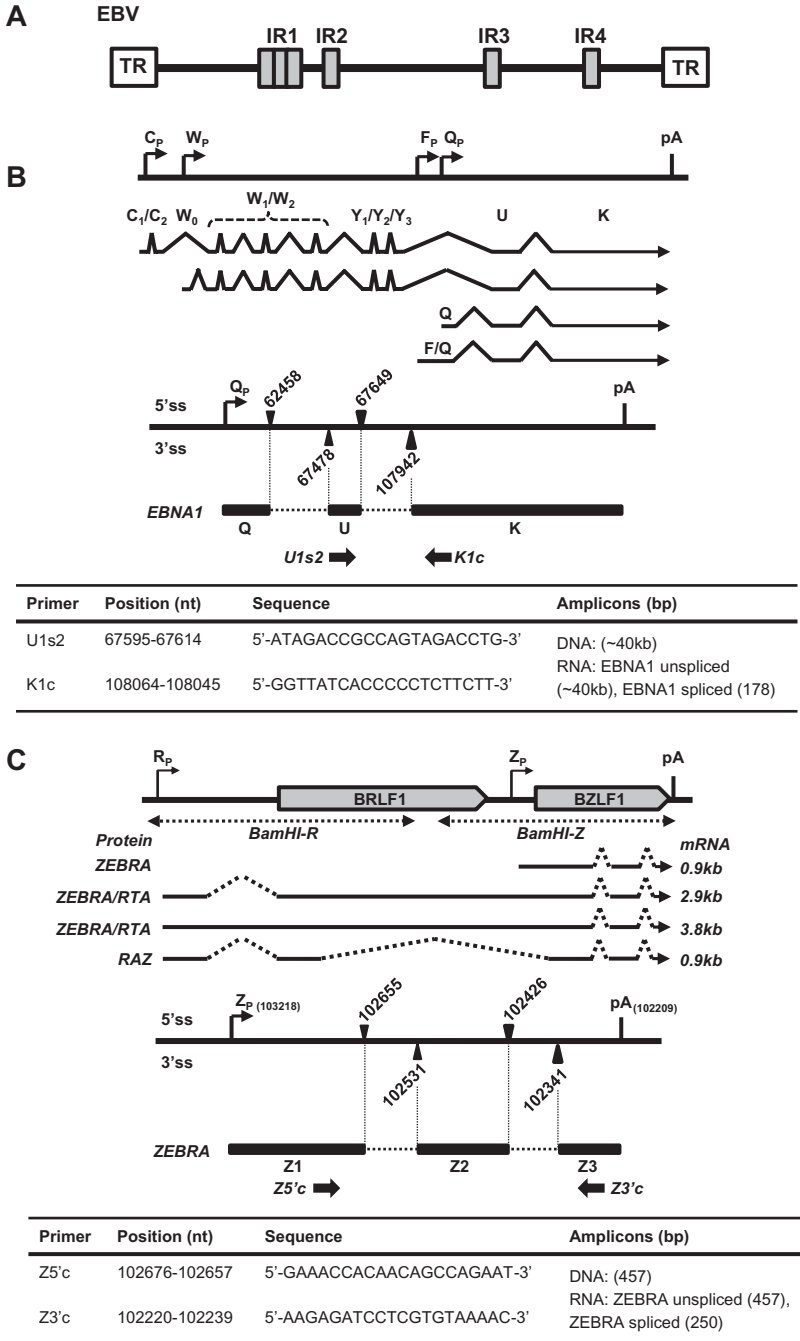 A
EBV
IR1 IR2 IR3 IR4
TR TR
B
CP WP FP QP pA
W1/W2
C1/C2 W0 Y1/Y2/Y3 U K
Q
F/Q
QP 62458 67649 pA
5'ss
3'ss
67478 107942
EBNA1
Q U K
U1s2 K1c
Primer Position (nt) Sequence Amplicons (bp)
U1s2 67595-67614 5'-ATAGACCGCCAGTAGACCTG-3' DNA: (~40kb)
RNA: EBNA1 unspliced
K1c 108064-108045 5'-GGTTATCACCCCCTCTTCTT-3' (~40kb), EBNA1 spliced (178)
C
RP ZP pA
BRLF1 BZLF1
BamHI-R BamHI-Z
Protein mRNA
ZEBRA 0.9kb
ZEBRA/RTA 2.9kb
ZEBRA/RTA 3.8kb
RAZ 0.9kb
ZP (103218) 102655 102426 pA(102209)
5'ss
3'ss
102531 102341
ZEBRA
Z1 Z2 Z3
Z5'c Z3'c
Primer Position (nt) Sequence Amplicons (bp)
Z5'c 102676-102657 5'-GAAACCACAACAGCCAGAAT-3' DNA: (457)
RNA: ZEBRA unspliced (457),
Z3'c 102220-102239 5'-AAGAGATCCTCGTGTAAAAC-3' ZEBRA spliced (250)